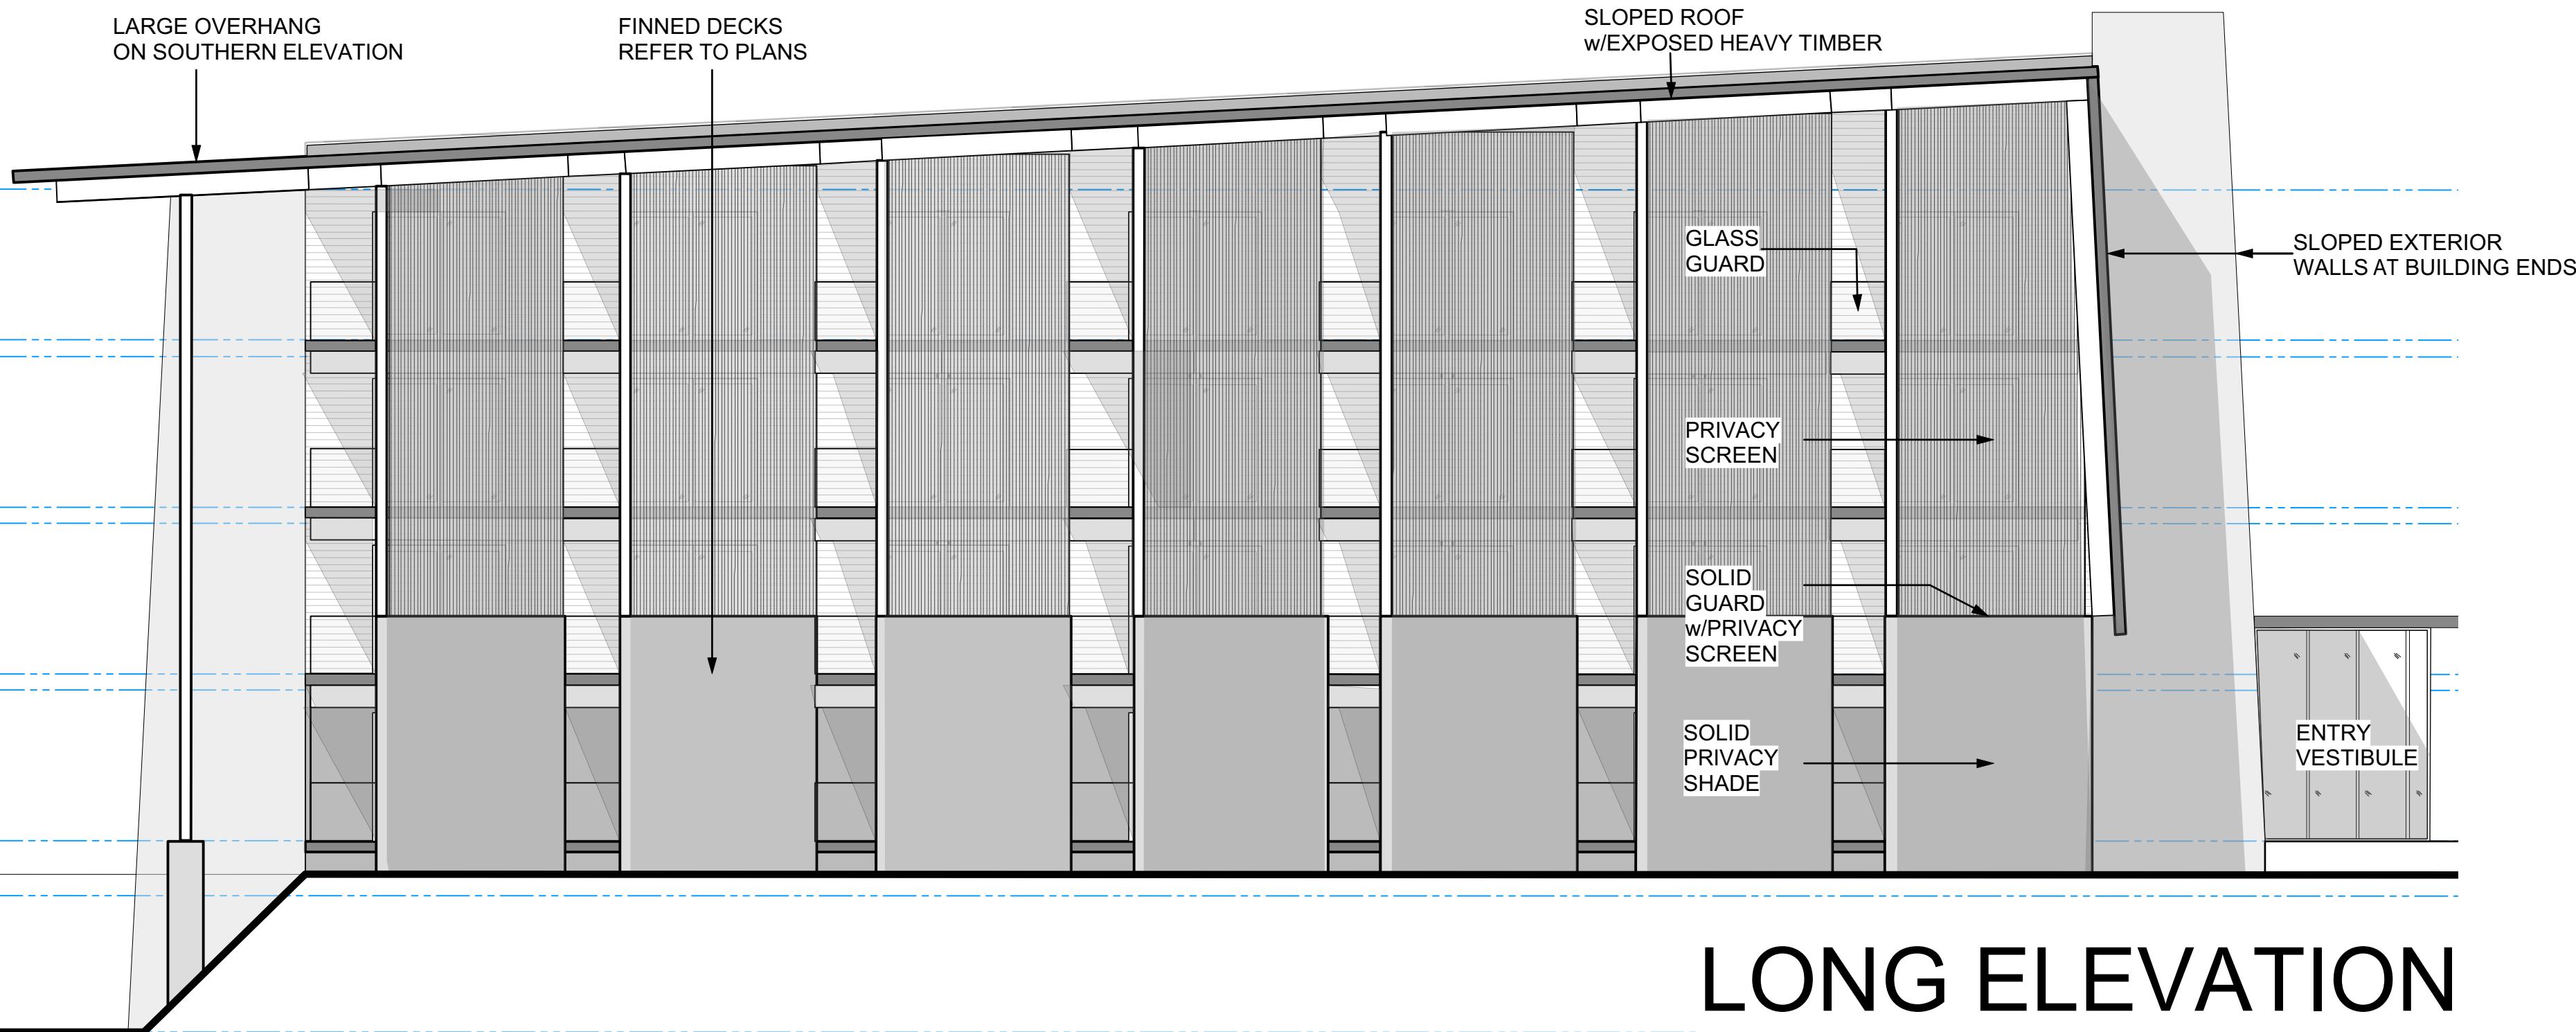 LARGE OVERHANG
ON SOUTHERN ELEVATION
FINNED DECKS
REFER TO PLANS
SLOPED ROOF
w/EXPOSED HEAVY TIMBER
GLASS
GUARD
SLOPED EXTERIOR
WALLS AT BUILDING ENDS
PRIVACY
SCREEN
SOLID
GUARD
w/PRIVACY
SCREEN
SOLID
PRIVACY
SHADE
ENTRY
VESTIBULE
LONG ELEVATION